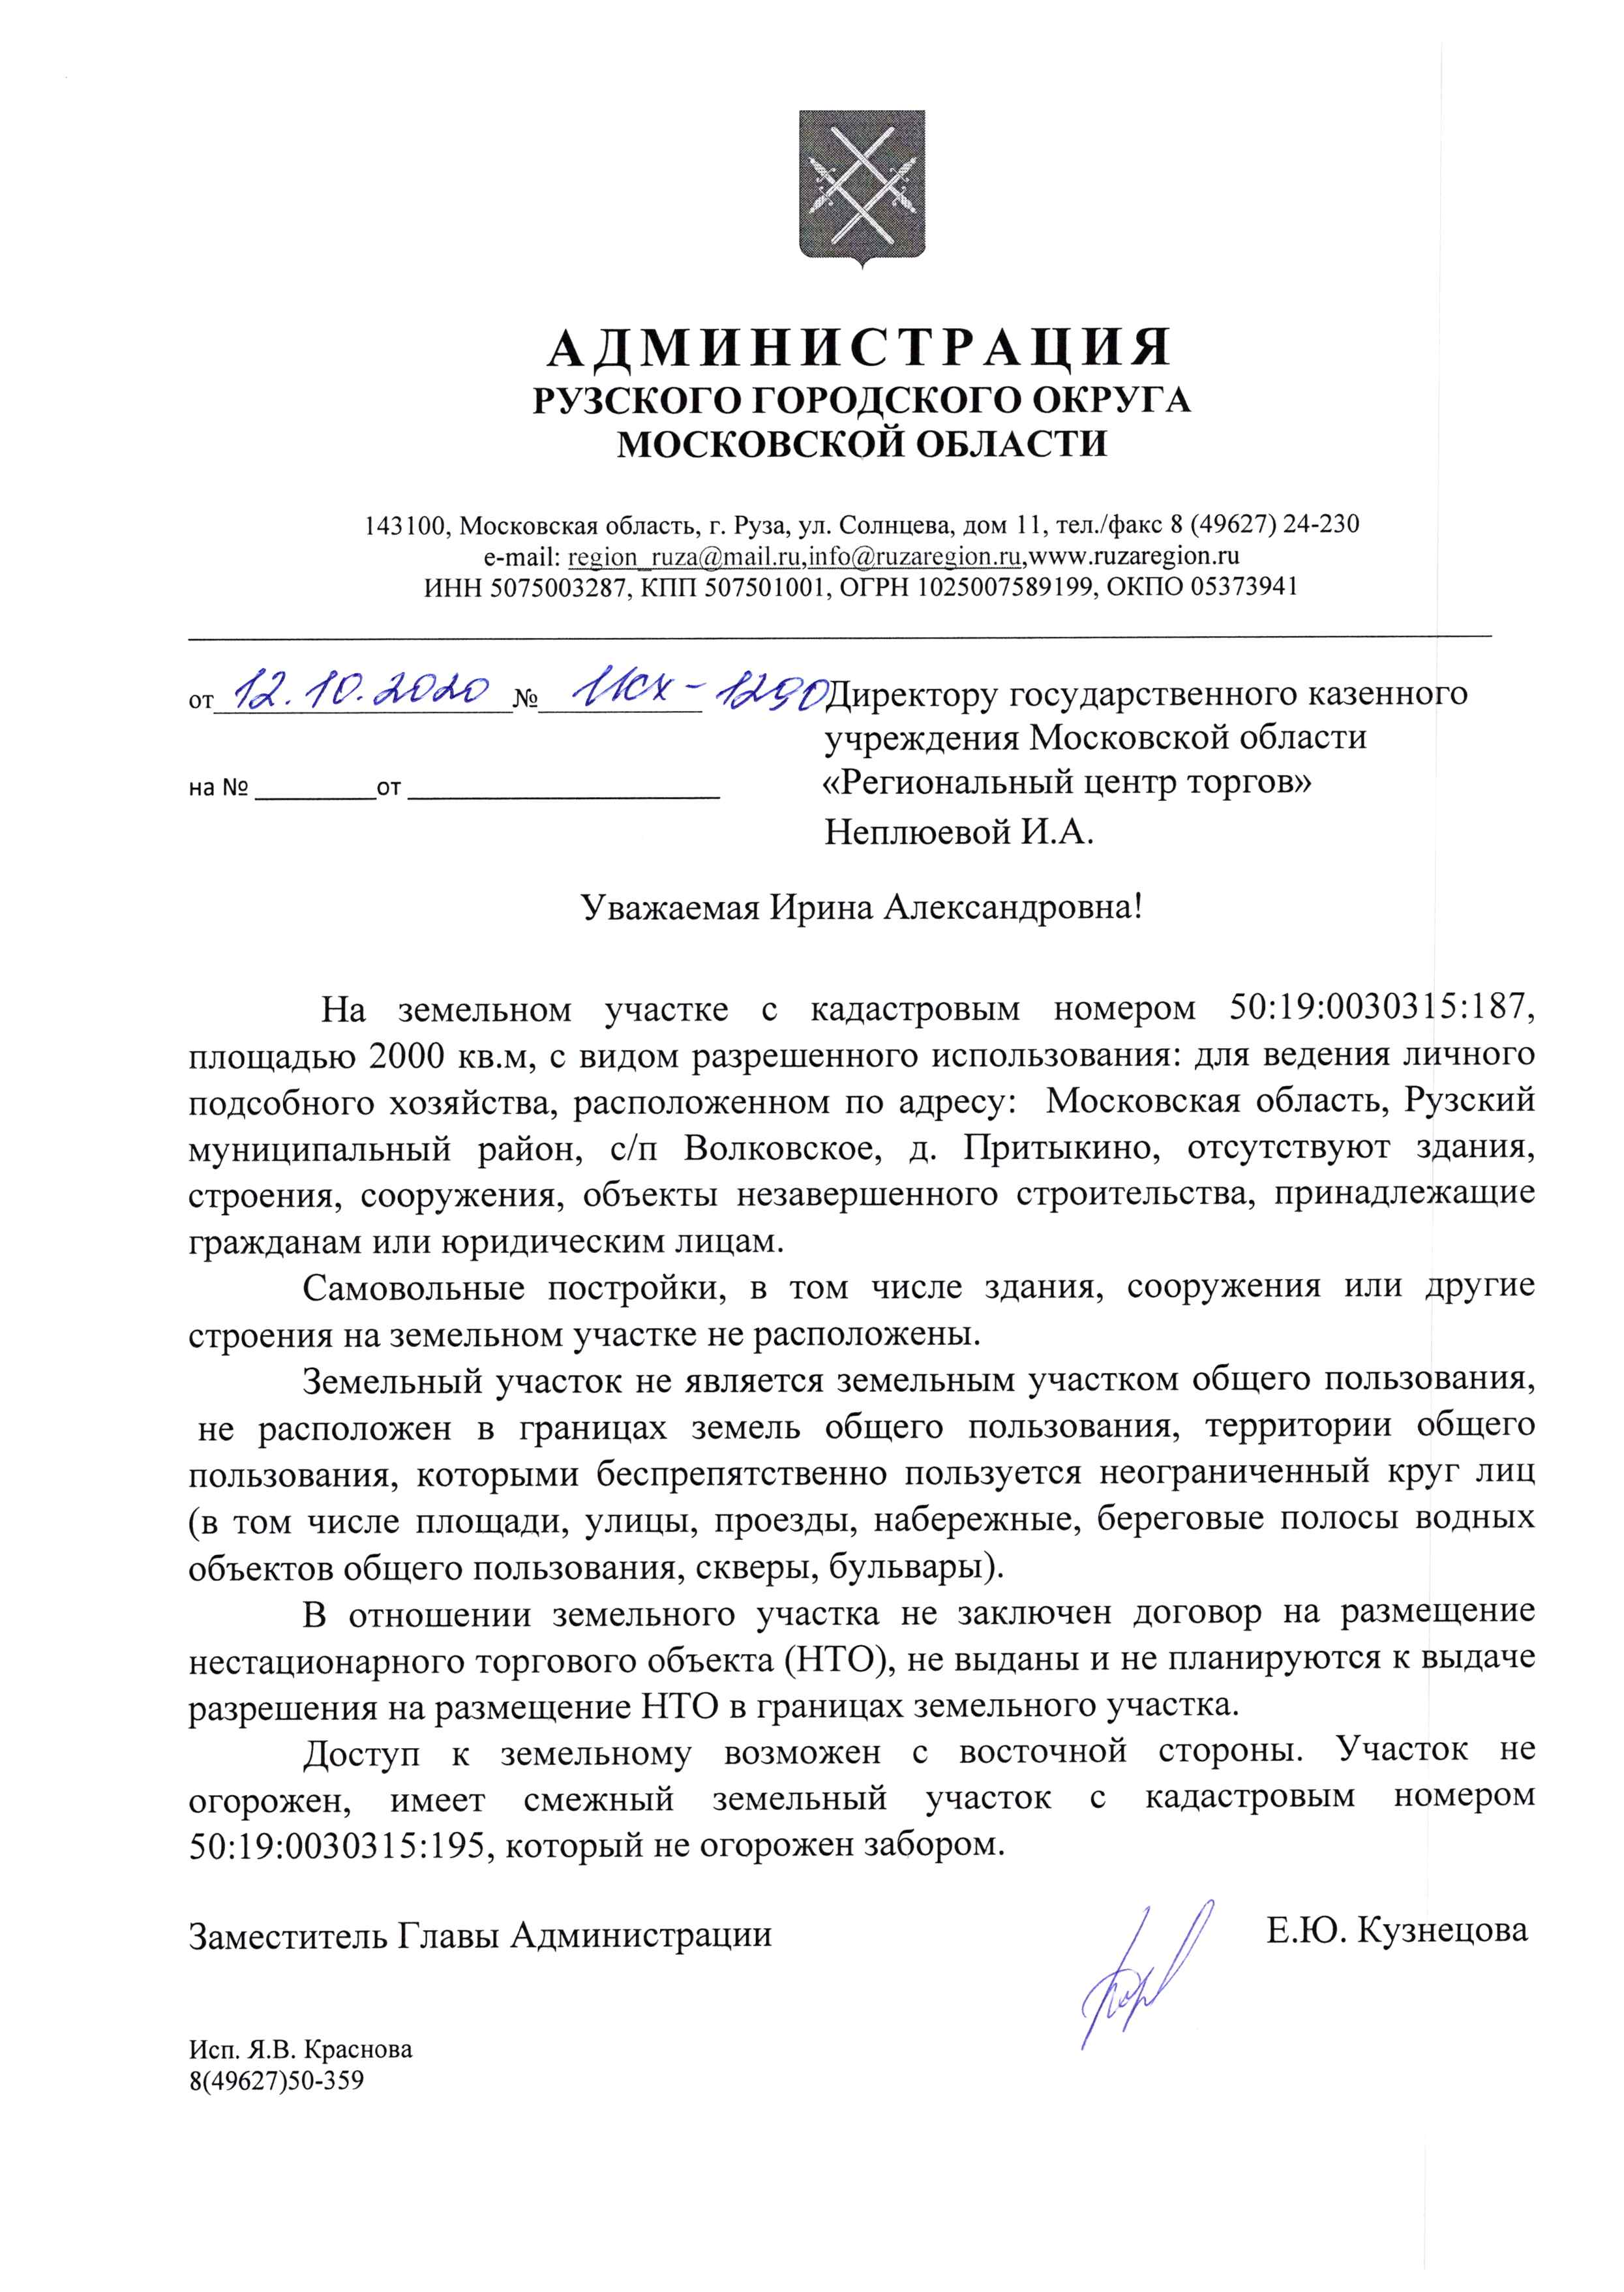 АДМИНИСТРАЦИЯ
РУЗСКОГО ГОРОДСКОГО ОКРУГА
МОСКОВСКОЙ ОБЛАСТИ
143100, Московская область, г. Руза, ул. Солнцева, дом 11, тел./факс 8 (49627) 24-230
e-mail: region_ruza@mail.ru,info@ruzaregion.ru,www.ruzaregion.ru
ИНН 5075003287, КПП 507501001, ОГРН 1025007589199, ОКПО 05373941
от 12.10.2020 № Исх - 1290
на № ________ от ________
Директору государственного казенного
учреждения Московской области
«Региональный центр торгов»
Неплюевой И.А.
Уважаемая Ирина Александровна!
На земельном участке с кадастровым номером 50:19:0030315:187,
площадью 2000 кв.м, с видом разрешенного использования: для ведения личного
подсобного хозяйства, расположенном по адресу: Московская область, Рузский
муниципальный район, с/п Волковское, д. Притыкино, отсутствуют здания,
строения, сооружения, объекты незавершенного строительства, принадлежащие
гражданам или юридическим лицам.
Самовольные постройки, в том числе здания, сооружения или другие
строения на земельном участке не расположены.
Земельный участок не является земельным участком общего пользования,
не расположен в границах земель общего пользования, территории общего
пользования, которыми беспрепятственно пользуется неограниченный круг лиц
(в том числе площади, улицы, проезды, набережные, береговые полосы водных
объектов общего пользования, скверы, бульвары).
В отношении земельного участка не заключен договор на размещение
нестационарного торгового объекта (НТО), не выданы и не планируются к выдаче
разрешения на размещение НТО в границах земельного участка.
Доступ к земельному возможен с восточной стороны. Участок не
огорожен, имеет смежный земельный участок с кадастровым номером
50:19:0030315:195, который не огорожен забором.
Заместитель Главы Администрации
Е.Ю. Кузнецова
Исп. Я.В. Краснова
8(49627)50-359